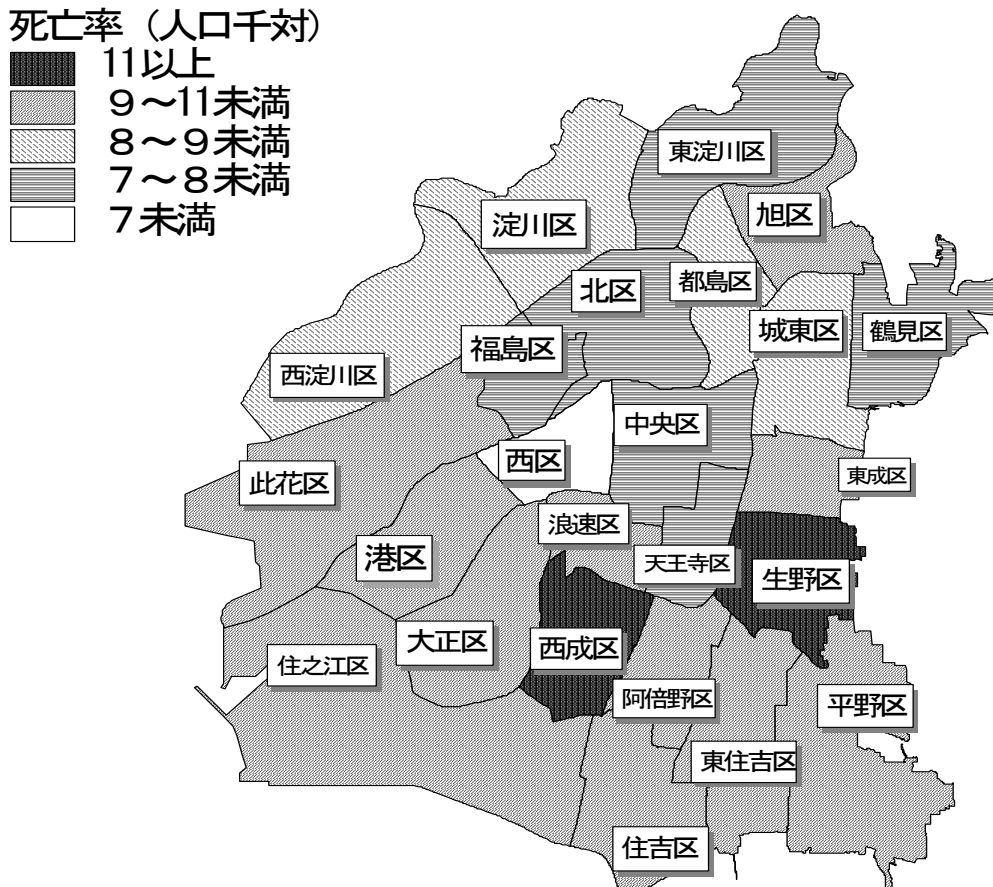 死亡率（人口千対）
11以上
９～11未満
８～９未満
７～８未満
７未満
東淀川区
旭区
淀川区
都島区
北区
城東区
鶴見区
福島区
西淀川区
中央区
西区
東成区
此花区
浪速区
港区
天王寺区
生野区
大正区
西成区
住之江区
阿倍野区
平野区
東住吉区
住吉区